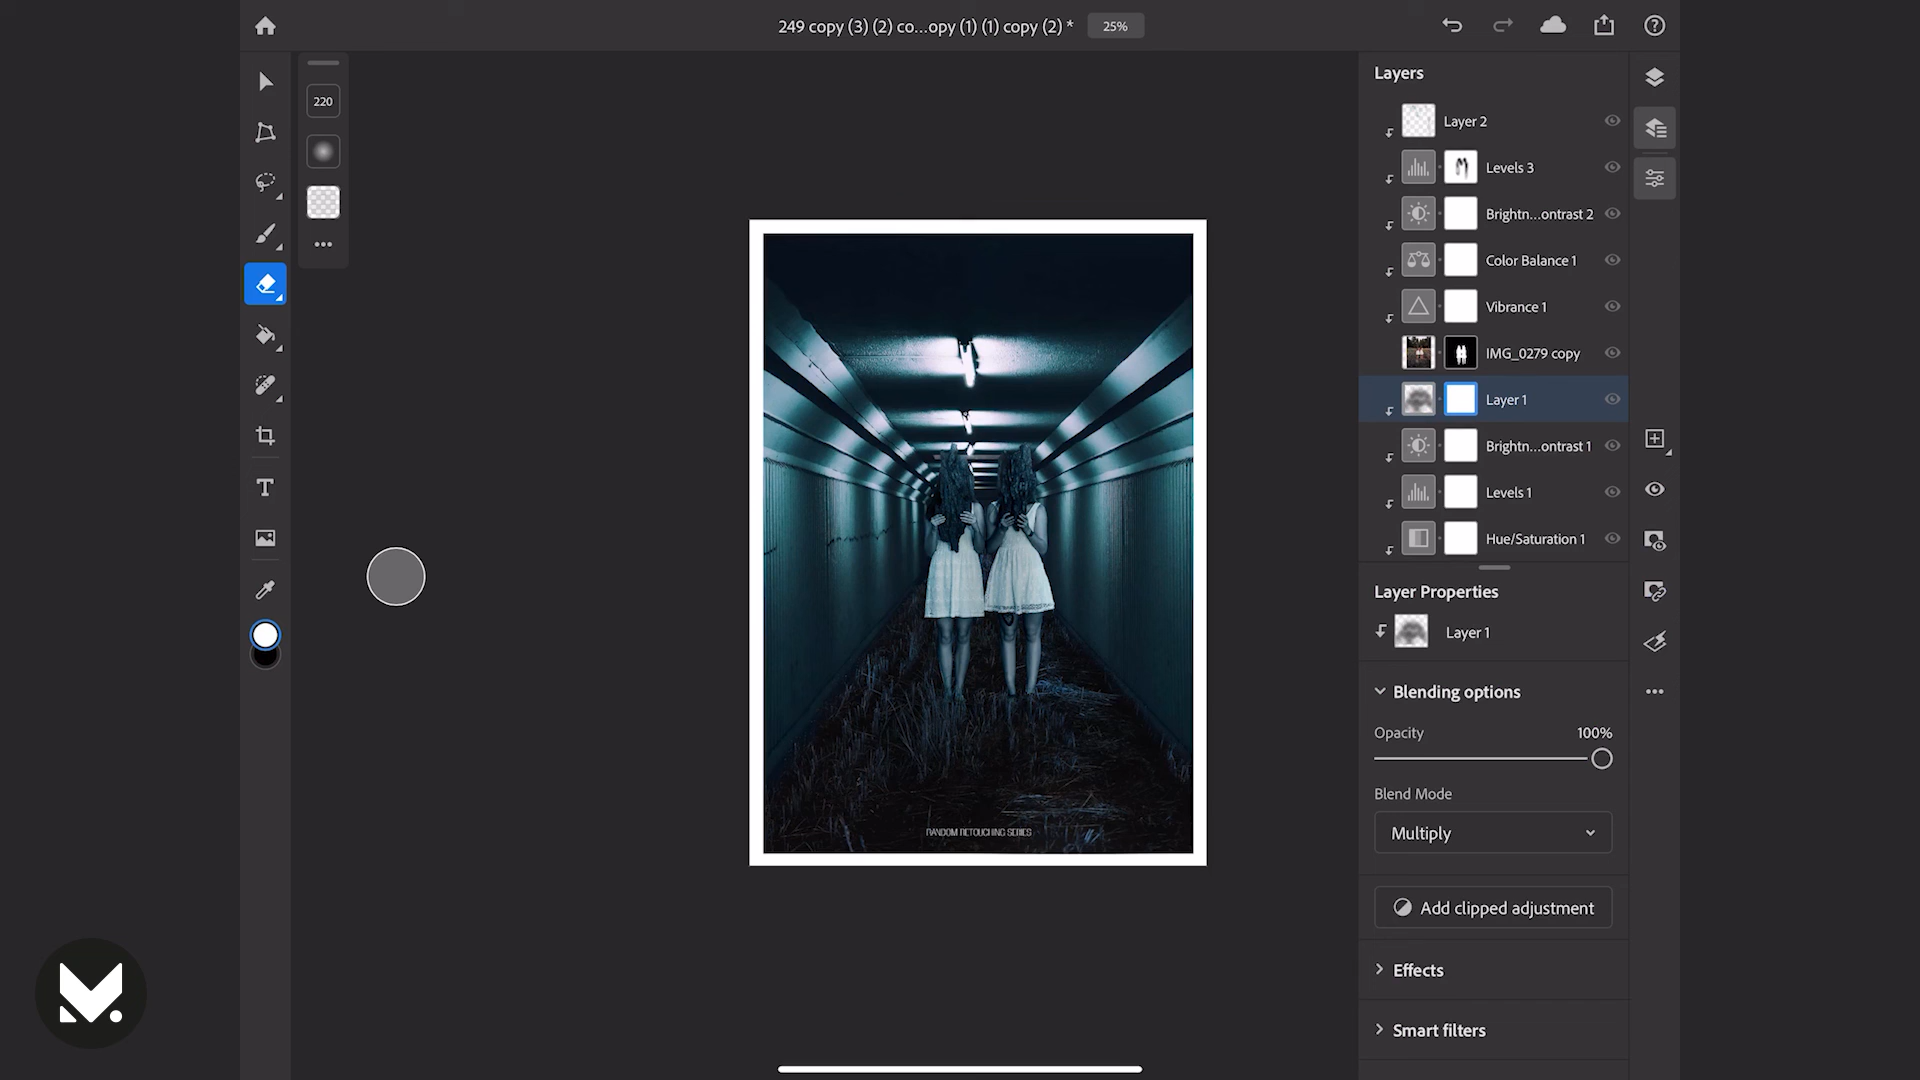 249 copy (3) (2) co...opy (1) (1) copy (2) *
25%
220
Layers
Layer 2
Levels 3
Brightn...ontrast 2
Color Balance 1
Vibrance 1
IMG_0279 copy
Layer 1
Brightn...ontrast 1
Levels 1
Hue/Saturation 1
Layer Properties
Layer 1
Blending options
Opacity
100%
Blend Mode
Multiply
Add clipped adjustment
Effects
Smart filters
RANDOM RETOUCHING SERIES